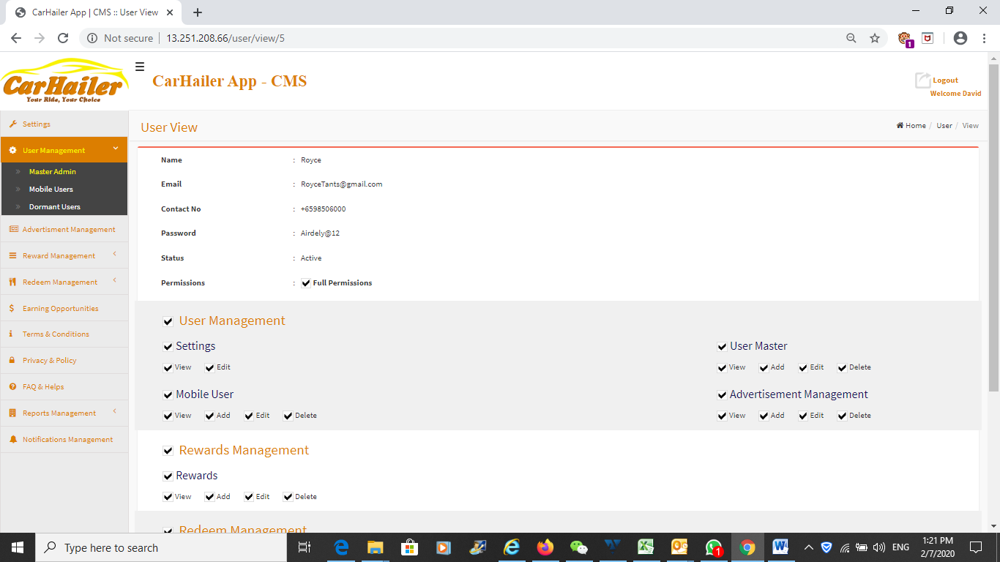 CarHailer App | CMS :: User View
Not secure
13.251.208.66/user/view/5
1
CarHailer
Your Ride, Your Choice
CarHailer App - CMS
Logout
Welcome David
Settings
User Management
Master Admin
Mobile Users
Dormant Users
Advertisment Management
Reward Management
Redeem Management
Earning Opportunities
Terms & Conditions
Privacy & Policy
FAQ & Helps
Reports Management
Notifications Management
User View
Home / User / View
Name : Royce
Email : RoyceTants@gmail.com
Contact No : +6598506000
Password : Airdely@12
Status : Active
Permissions : Full Permissions
User Management
Settings
View Edit
User Master
View Add Edit Delete
Mobile User
View Add Edit Delete
Advertisement Management
View Add Edit Delete
Rewards Management
Rewards
View Add Edit Delete
Redeem Management
Type here to search
1
ENG
1:21 PM
2/7/2020